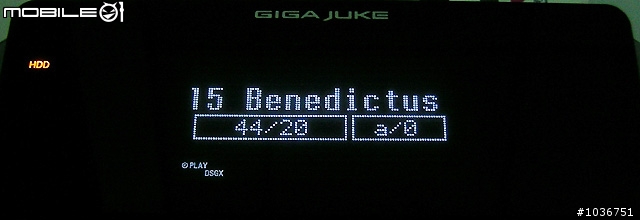 MOBILE01
GIGA JUKE
HDD
15 Benedictus
44/20 a/0
PLAY
DSGX
#1036751